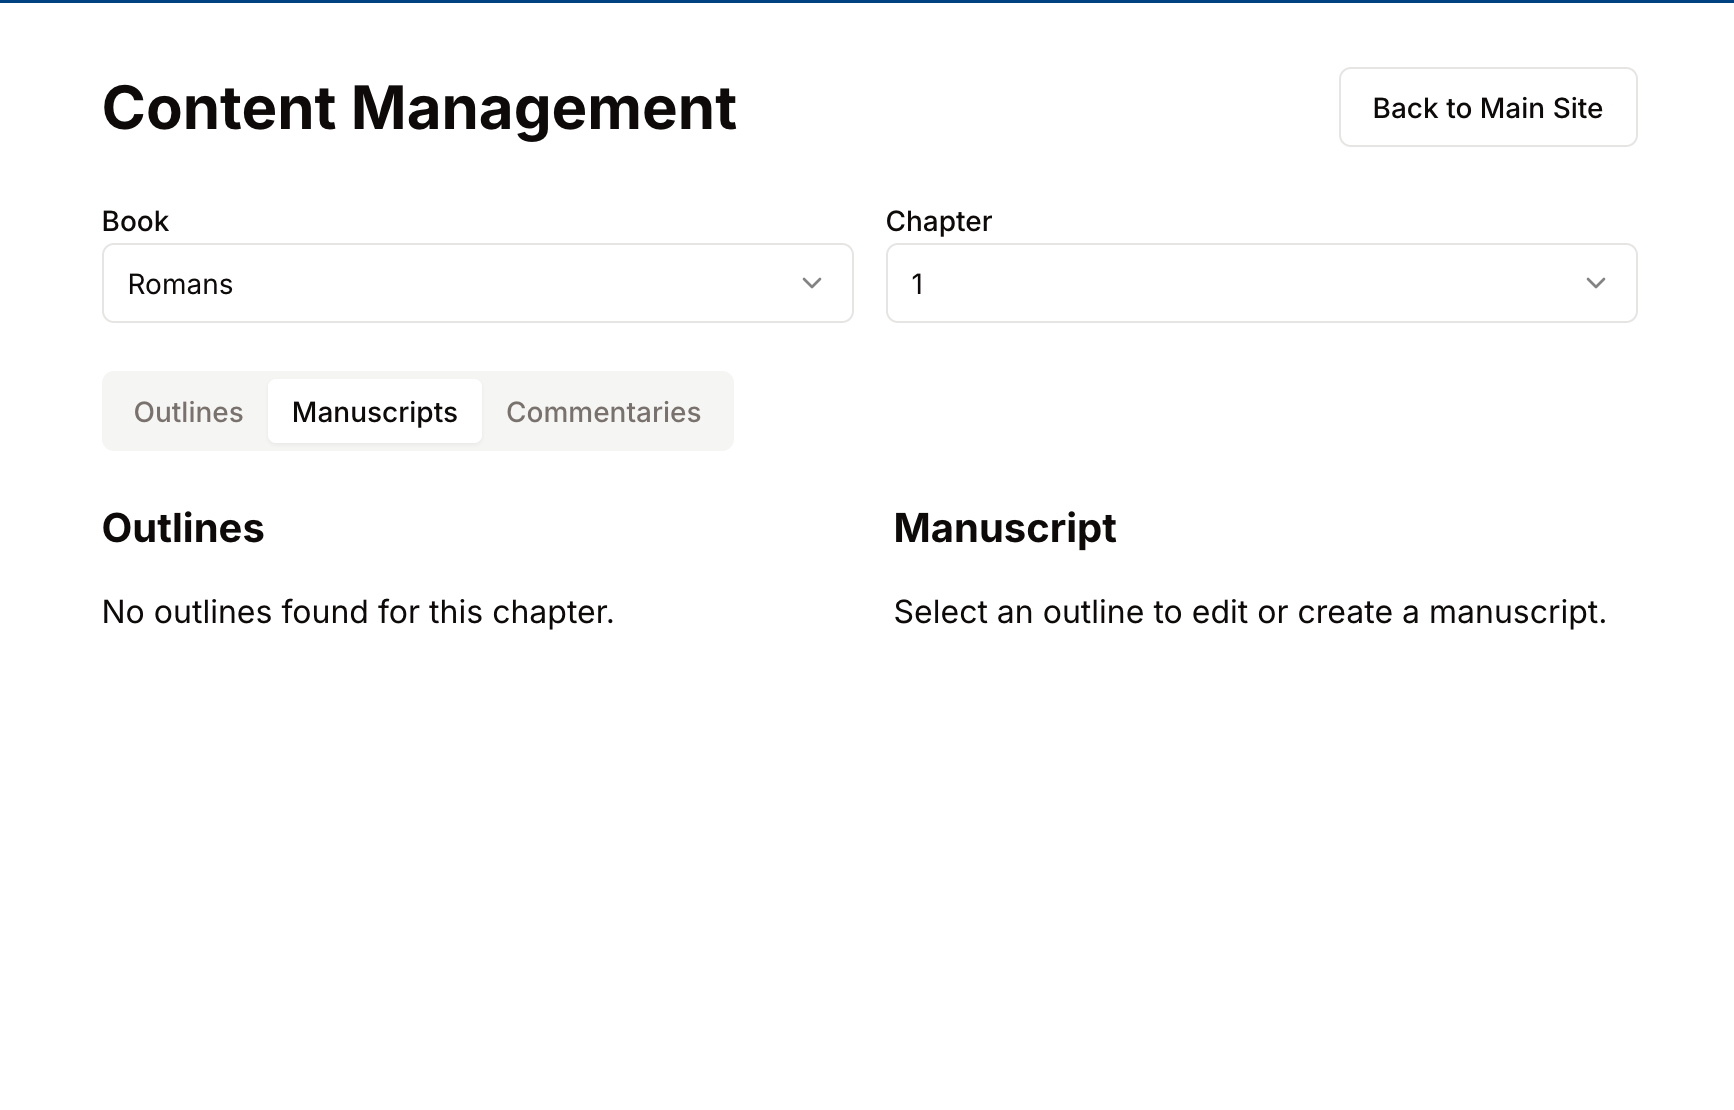 Content Management
Back to Main Site
Book
Chapter
Romans
1
Outlines
Manuscripts
Commentaries
Outlines
No outlines found for this chapter.
Manuscript
Select an outline to edit or create a manuscript.